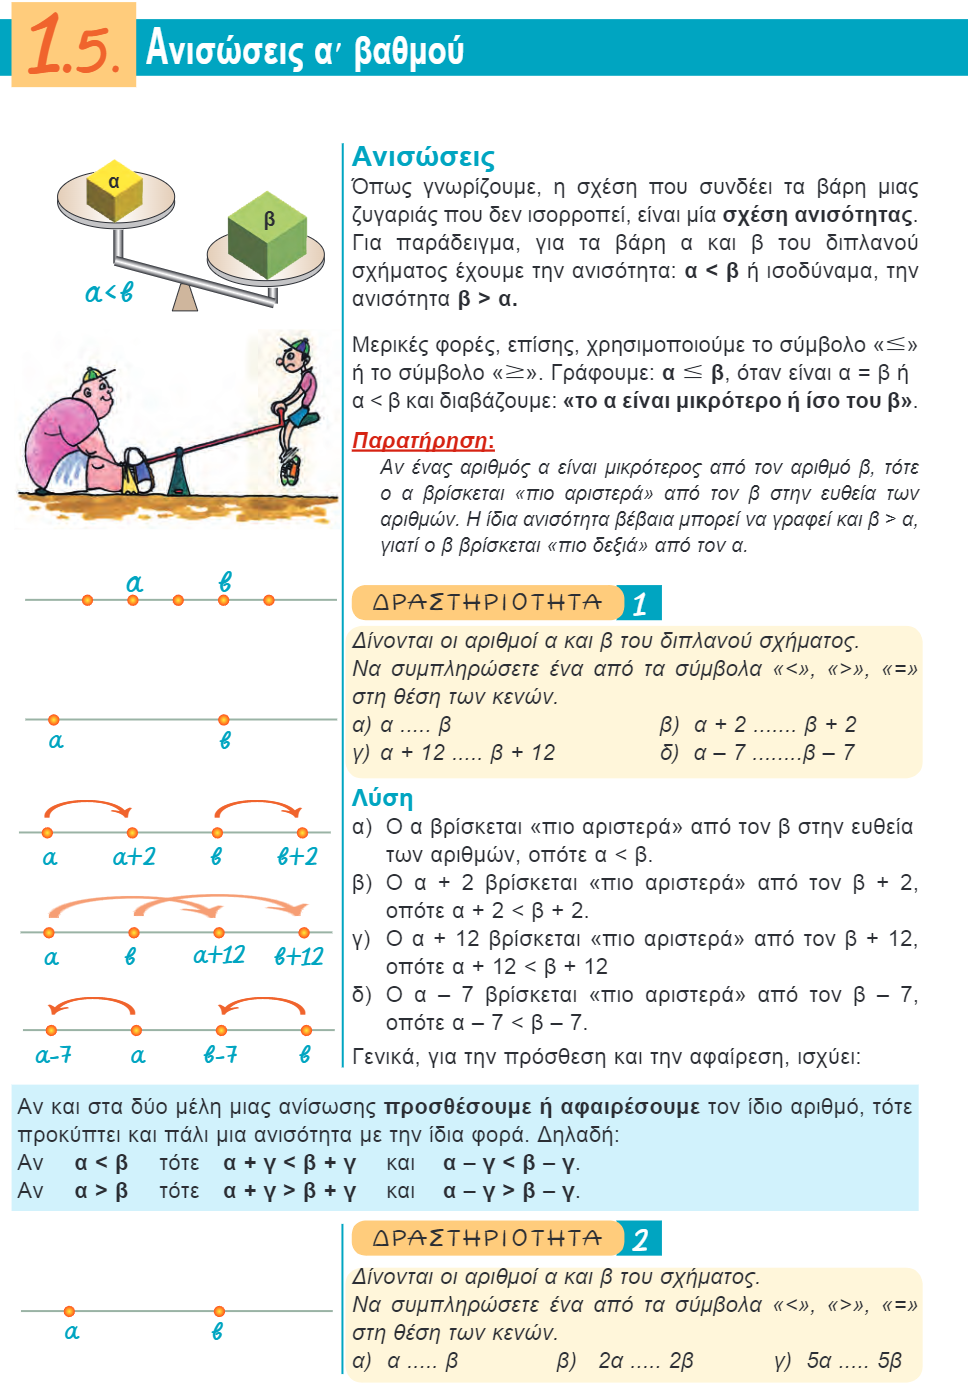 1.5.
Ανισώσεις α′ βαθμού
α
β
α<β
Ανισώσεις
Όπως γνωρίζουμε, η σχέση που συνδέει τα βάρη μιας
ζυγαριάς που δεν ισορροπεί, είναι μία σχέση ανισότητας.
Για παράδειγμα, για τα βάρη α και β του διπλανού
σχήματος έχουμε την ανισότητα: α < β ή ισοδύναμα, την
ανισότητα β > α.
Μερικές φορές, επίσης, χρησιμοποιούμε το σύμβολο «≤»
ή το σύμβολο «≥». Γράφουμε: α ≤ β, όταν είναι α = β ή
α < β και διαβάζουμε: «το α είναι μικρότερο ή ίσο του β».
Παρατήρηση:
Αν ένας αριθμός α είναι μικρότερος από τον αριθμό β, τότε
ο α βρίσκεται «πιο αριστερά» από τον β στην ευθεία των
αριθμών. Η ίδια ανισότητα βέβαια μπορεί να γραφεί και β > α,
γιατί ο β βρίσκεται «πιο δεξιά» από τον α.
α β
ΔΡΑΣΤΗΡΙΟΤΗΤΑ 1
Δίνονται οι αριθμοί α και β του διπλανού σχήματος.
Να συμπληρώσετε ένα από τα σύμβολα «<», «>», «=»
στη θέση των κενών.
α) α ..... β β) α + 2 ....... β + 2
γ) α + 12 ..... β + 12 δ) α – 7 ........β – 7
α β
Λύση
α) Ο α βρίσκεται «πιο αριστερά» από τον β στην ευθεία
των αριθμών, οπότε α < β.
β) Ο α + 2 βρίσκεται «πιο αριστερά» από τον β + 2,
οπότε α + 2 < β + 2.
γ) Ο α + 12 βρίσκεται «πιο αριστερά» από τον β + 12,
οπότε α + 12 < β + 12
δ) Ο α – 7 βρίσκεται «πιο αριστερά» από τον β – 7,
οπότε α – 7 < β – 7.
α α+2 β β+2
α β α+12 β+12
α-7 α β-7 β
Γενικά, για την πρόσθεση και την αφαίρεση, ισχύει:
Αν και στα δύο μέλη μιας ανίσωσης προσθέσουμε ή αφαιρέσουμε τον ίδιο αριθμό, τότε
προκύπτει και πάλι μια ανισότητα με την ίδια φορά. Δηλαδή:
Αν α < β τότε α + γ < β + γ και α – γ < β – γ.
Αν α > β τότε α + γ > β + γ και α – γ > β – γ.
ΔΡΑΣΤΗΡΙΟΤΗΤΑ 2
Δίνονται οι αριθμοί α και β του σχήματος.
Να συμπληρώσετε ένα από τα σύμβολα «<», «>», «=»
στη θέση των κενών.
α) α ..... β β) 2α ..... 2β γ) 5α ..... 5β
α β